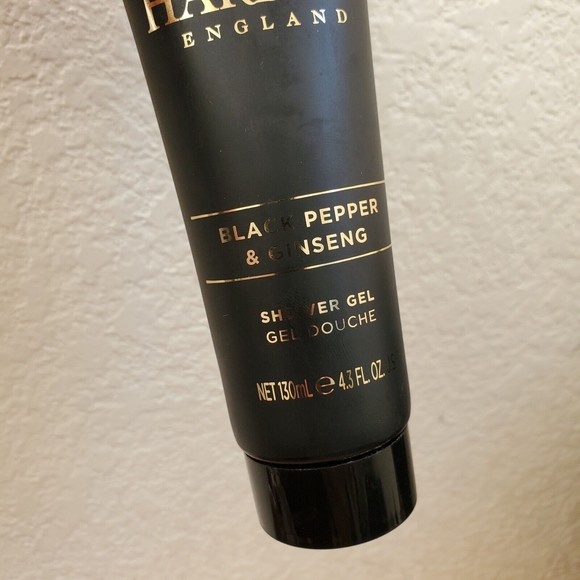 ENGLAND
BLACK PEPPER
& GINSENG
SHOWER GEL
GEL DOUCHE
NET 130mL ℮ 4.3 FL. OZ.